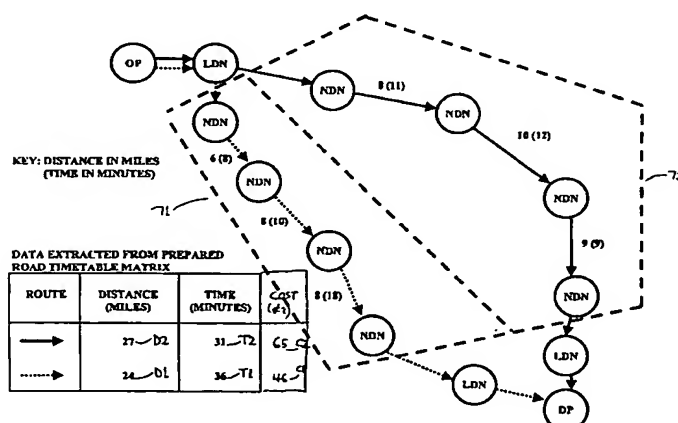 OP
LDN
NDN
8 (11)
NDN
10 (12)
NDN
6 (8)
KEY: DISTANCE IN MILES
(TIME IN MINUTES)
NDN
NDN
71
8 (10)
NDN
9 (9)
DATA EXTRACTED FROM PREPARED
ROAD TIMETABLE MATRIX
ROUTE DISTANCE (MILES) TIME (MINUTES) COST
27 D2 31 T2 65
D1 36 T1 46
8 (18)
NDN
NDN
LDN
LDN
DP